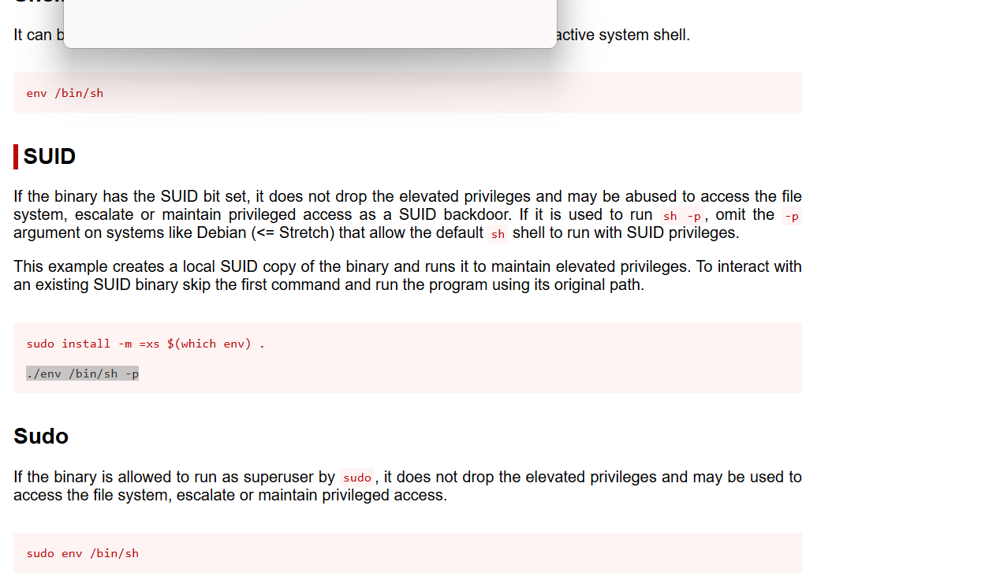 It can b
active system shell.
env /bin/sh
SUID
If the binary has the SUID bit set, it does not drop the elevated privileges and may be abused to access the file
system, escalate or maintain privileged access as a SUID backdoor. If it is used to run sh -p, omit the -p
argument on systems like Debian (<= Stretch) that allow the default sh shell to run with SUID privileges.
This example creates a local SUID copy of the binary and runs it to maintain elevated privileges. To interact with
an existing SUID binary skip the first command and run the program using its original path.
sudo install -m =xs $(which env) .
./env /bin/sh -p
Sudo
If the binary is allowed to run as superuser by sudo, it does not drop the elevated privileges and may be used to
access the file system, escalate or maintain privileged access.
sudo env /bin/sh